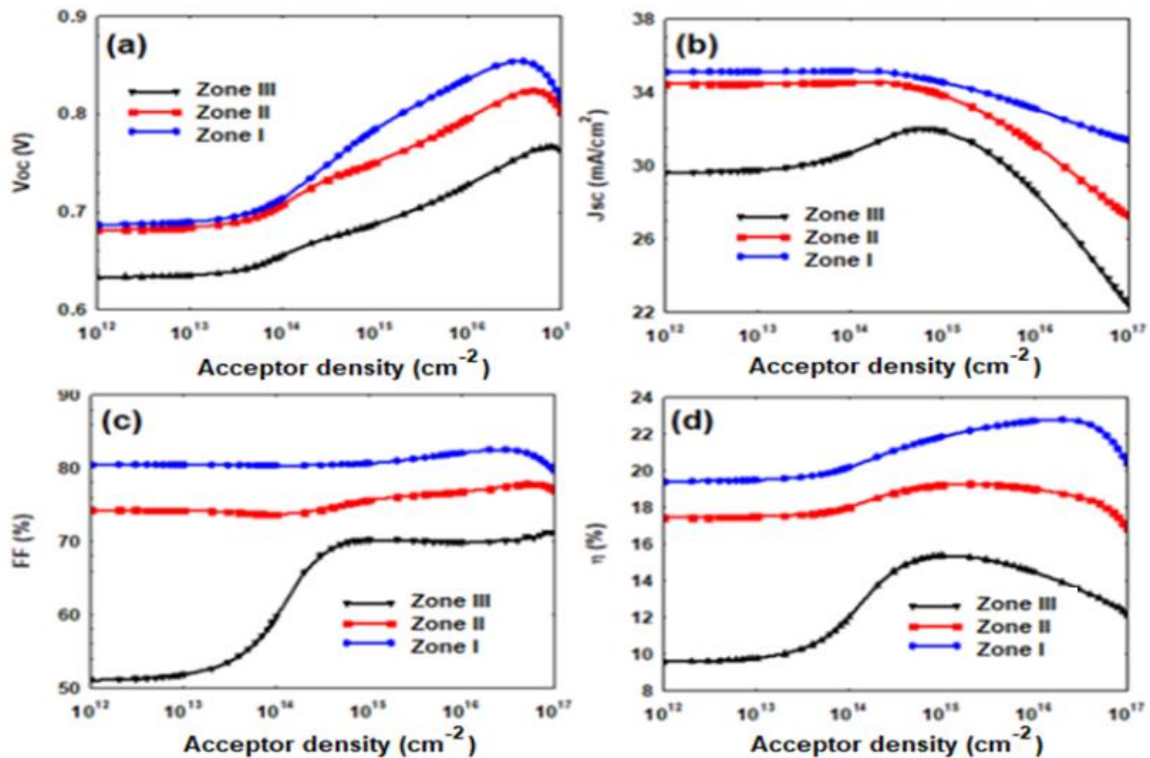 (a)
Voc (V)
0.9
0.8
0.7
0.6
Zone III
Zone II
Zone I
10^12 10^13 10^14 10^15 10^16 10^1
Acceptor density (cm^-2)
(b)
Jsc (mA/cm^2)
38
34
30
26
22
Zone III
Zone II
Zone I
10^12 10^13 10^14 10^15 10^16 10^17
Acceptor density (cm^-2)
(c)
FF (%)
90
80
70
60
50
Zone III
Zone II
Zone I
10^12 10^13 10^14 10^15 10^16 10^17
Acceptor density (cm^-2)
(d)
η (%)
24
22
20
18
16
14
12
10
8
Zone III
Zone II
Zone I
10^12 10^13 10^14 10^15 10^16 10^17
Acceptor density (cm^-2)